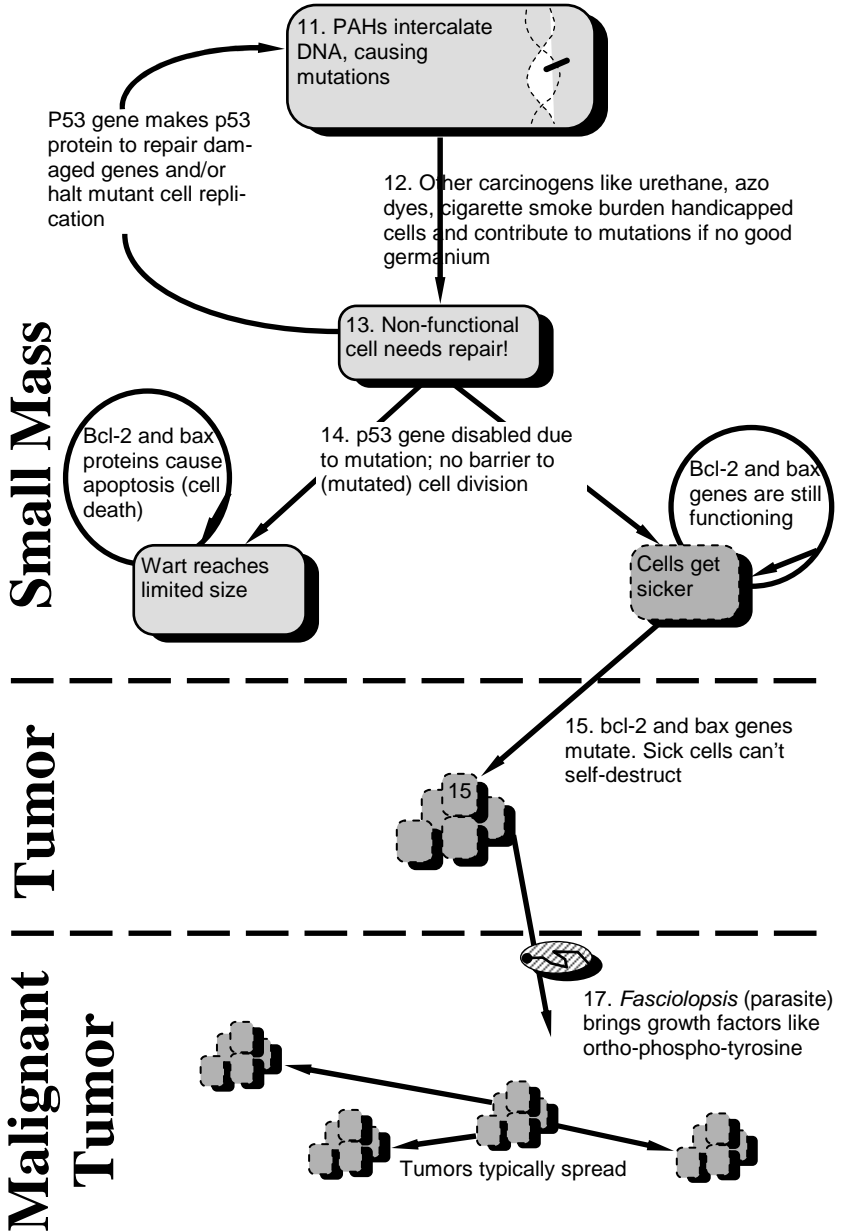 11. PAHs intercalate
DNA, causing
mutations
P53 gene makes p53
protein to repair dam-
aged genes and/or
halt mutant cell repli-
cation
12. Other carcinogens like urethane, azo
dyes, cigarette smoke burden handicapped
cells and contribute to mutations if no good
germanium
13. Non-functional
cell needs repair!
Small Mass
Bcl-2 and bax
proteins cause
apoptosis (cell
death)
14. p53 gene disabled due
to mutation; no barrier to
(mutated) cell division
Bcl-2 and bax
genes are still
functioning
Wart reaches
limited size
Cells get
sicker
Tumor
15. bcl-2 and bax genes
mutate. Sick cells can't
self-destruct
15
Malignant
Tumor
17. Fasciolopsis (parasite)
brings growth factors like
ortho-phospho-tyrosine
Tumors typically spread